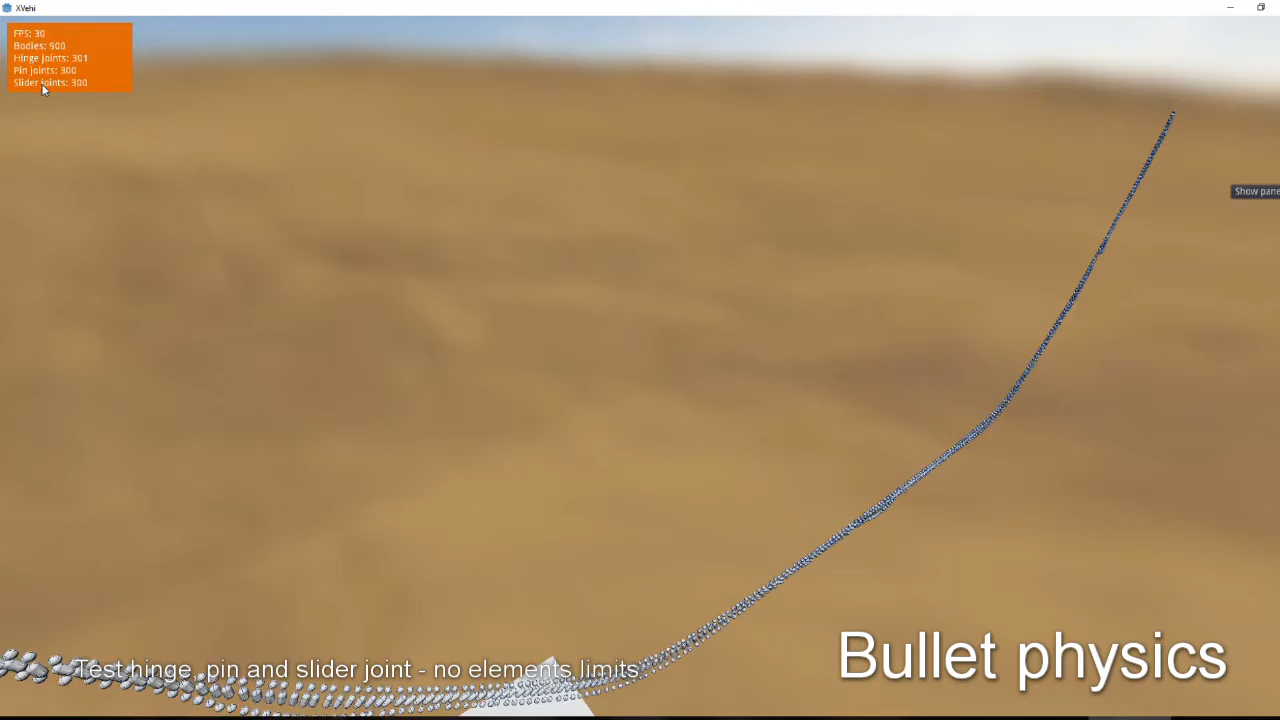 XVehi
FPS: 30
Bodies: 900
Hinge joints: 301
Pin joints: 300
Slider joints: 300
Show pane
Test hinge, pin and slider joint - no elements limits
Bullet physics